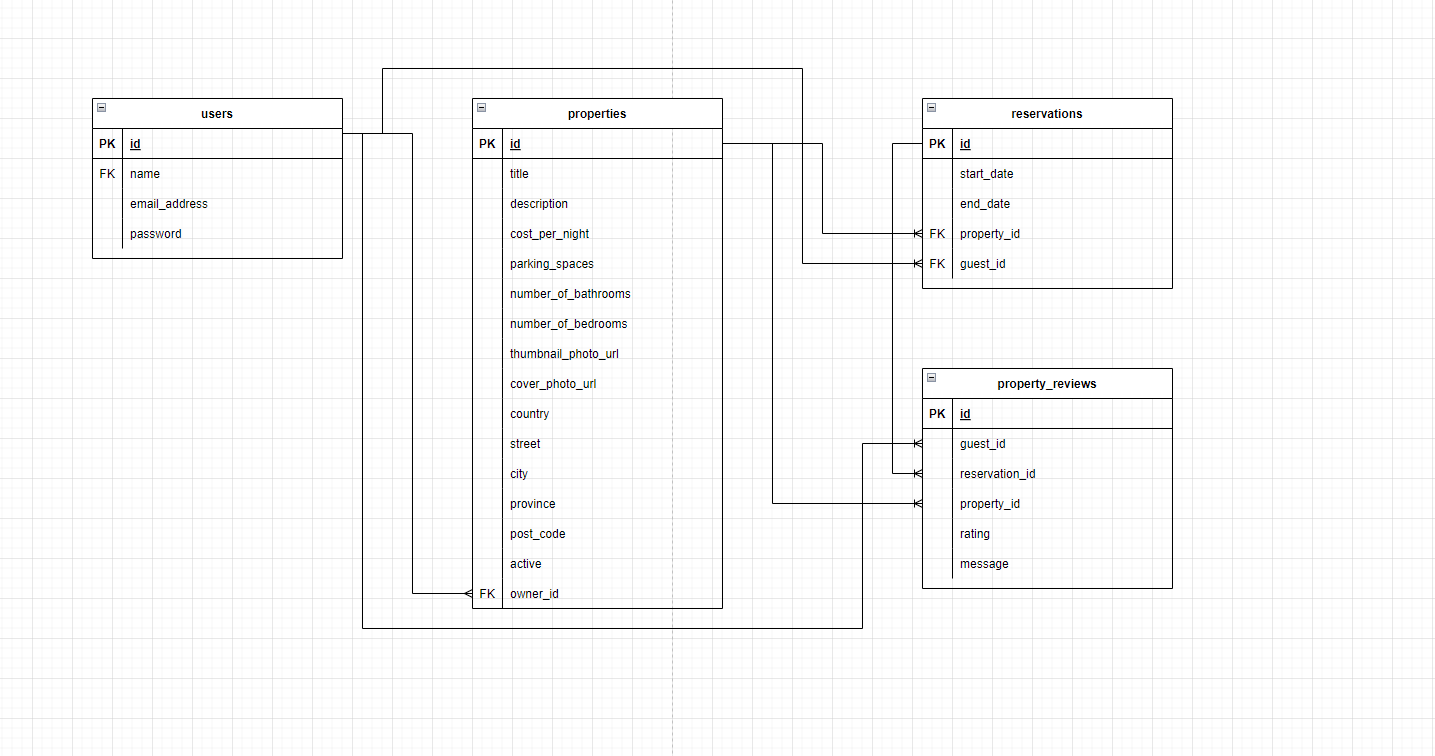 users
PK id
FK name
email_address
password
properties
PK id
title
description
cost_per_night
parking_spaces
number_of_bathrooms
number_of_bedrooms
thumbnail_photo_url
cover_photo_url
country
street
city
province
post_code
active
FK owner_id
reservations
PK id
start_date
end_date
FK property_id
FK guest_id
property_reviews
PK id
guest_id
reservation_id
property_id
rating
message